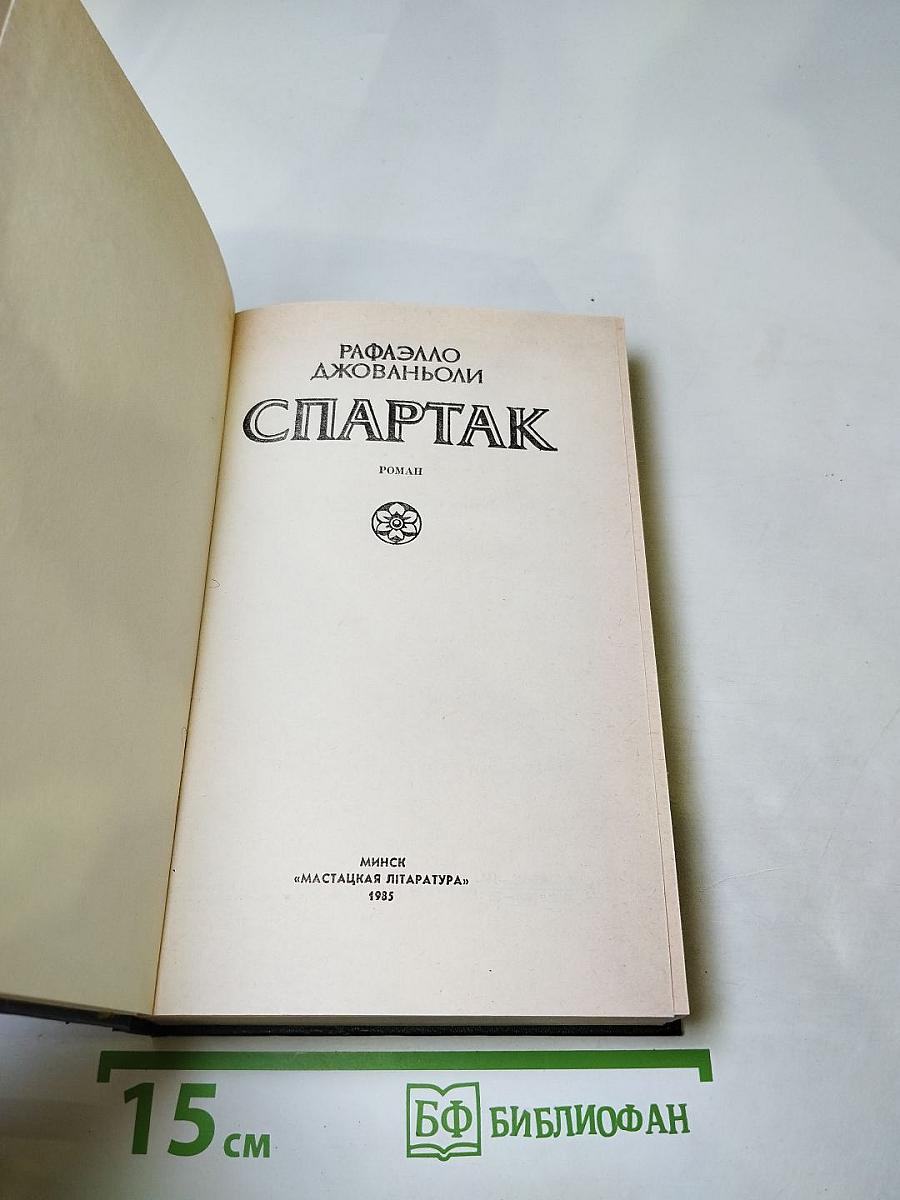 РАФАЭЛЛО
ДЖОВАНЬОЛИ
СПАРТАК
РОМАН
МИНСК
«МАСТАЦКАЯ ЛІТАРАТУРА»
1985
15 см
БФ БИБЛИОФАН